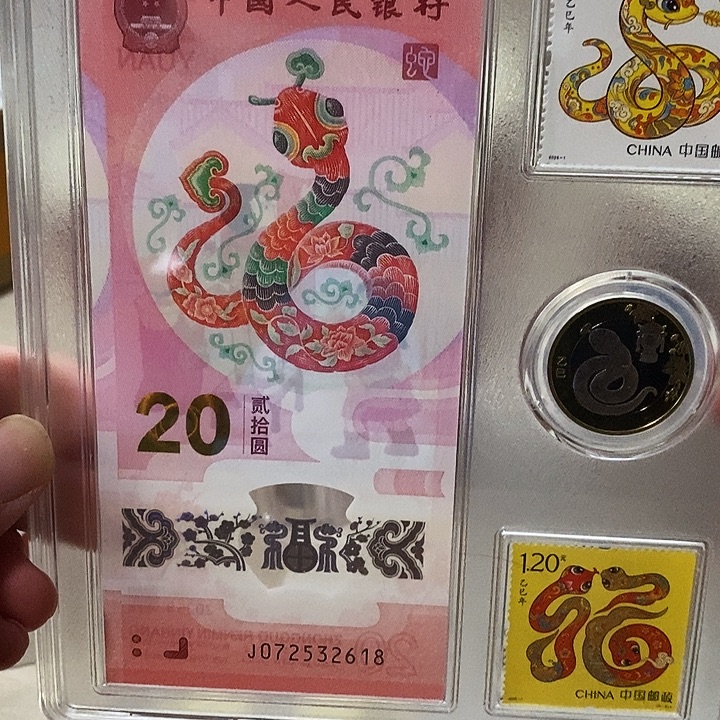 中国人民银行
蛇
20
贰拾圆
J072532618
乙巳年
CHINA 中国邮
1.20元
乙巳年
CHINA 中国邮政